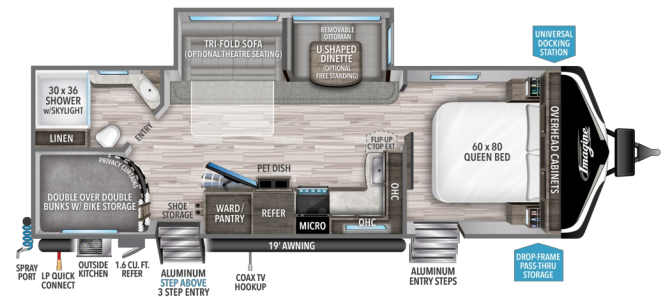 REMOVABLE
OTTOMAN
UNIVERSAL
DOCKING
STATION
TRI-FOLD SOFA
(OPTIONAL THEATRE SEATING)
U-SHAPED
DINETTE
(OPTIONAL
FREE STANDING)
30 x 36
SHOWER
w/SKYLIGHT
LINEN
ENTRY
FLIP-UP
CTOP EXT.
60 x 80
QUEEN BED
OVERHEAD CABINETS
Imagine
PRIVACY CURTAINS
PET DISH
DOUBLE OVER DOUBLE
BUNKS W/ BIKE STORAGE
SHOE
STORAGE
WARD/
PANTRY
REFER
MICRO
OHC
OHC
19' AWNING
SPRAY
PORT
LP QUICK
CONNECT
OUTSIDE
KITCHEN
1.6 CU. FT.
REFER
ALUMINUM
STEP ABOVE
3 STEP ENTRY
COAX TV
HOOKUP
ALUMINUM
ENTRY STEPS
DROP-FRAME
PASS-THRU
STORAGE